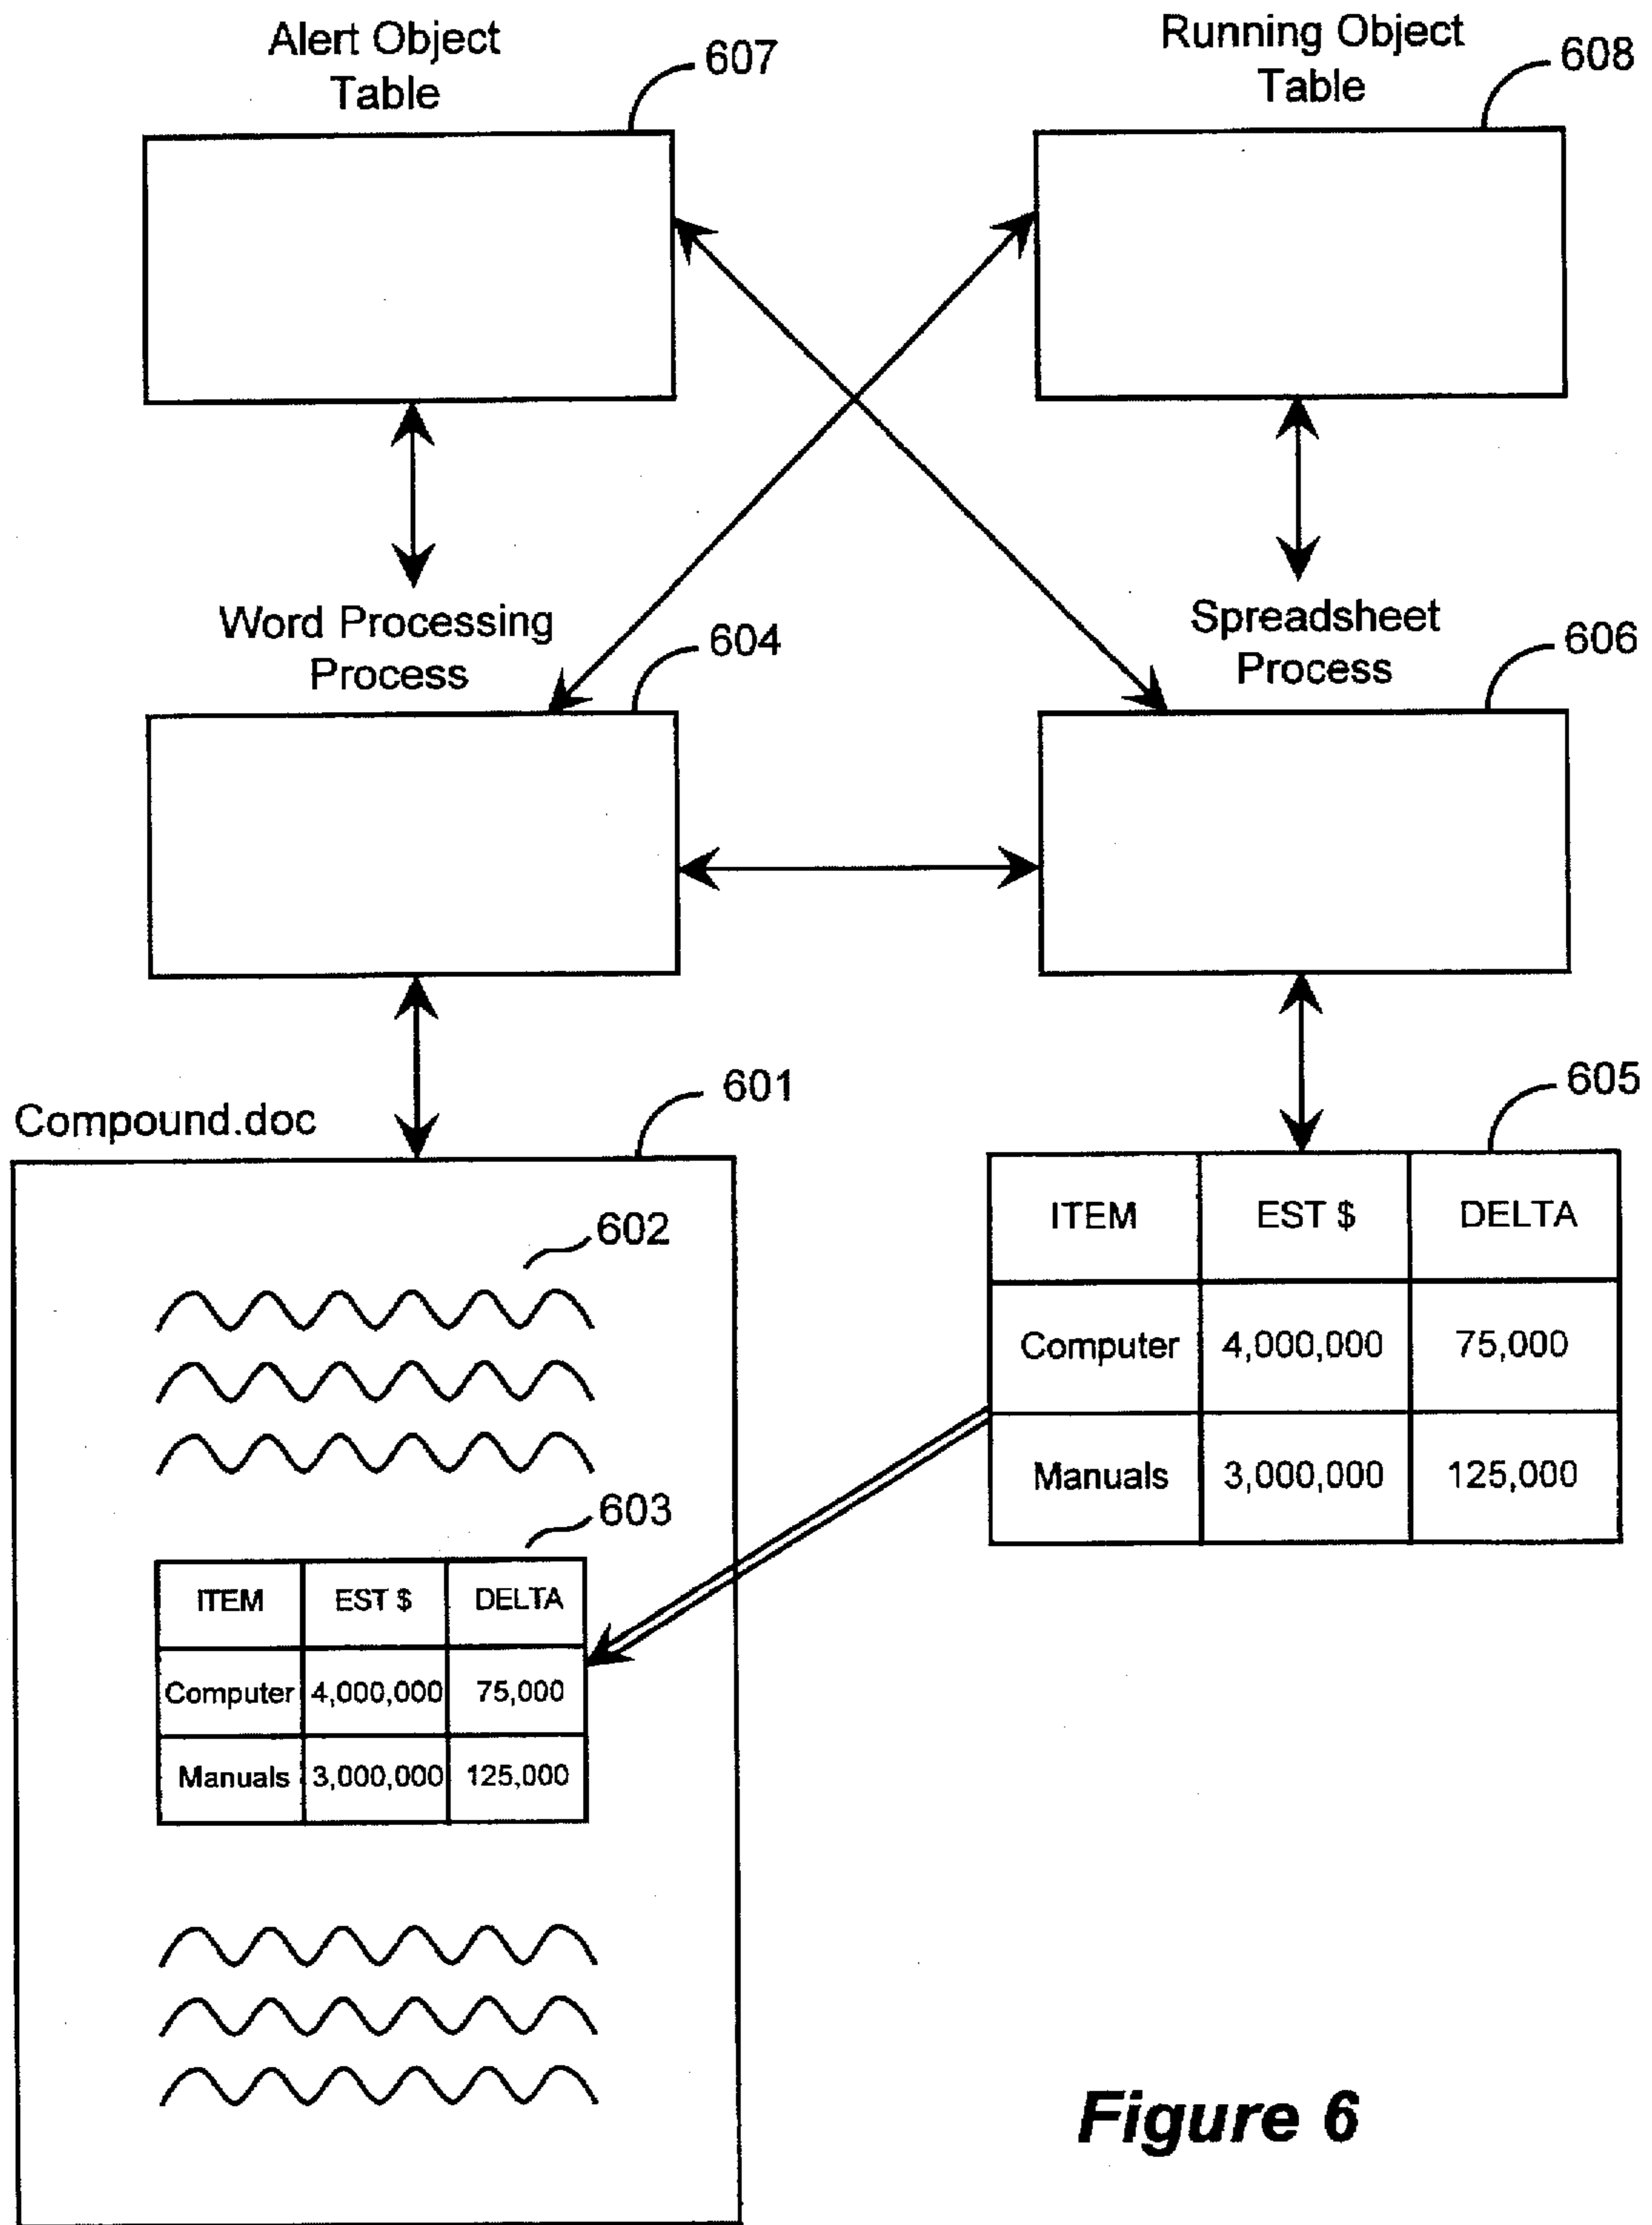 Alert Object
Table
607
Running Object
Table
608
Word Processing
Process
604
Spreadsheet
Process
606
Compound.doc
601
602
603
ITEM EST $ DELTA
Computer 4,000,000 75,000
Manuals 3,000,000 125,000
605
ITEM EST $ DELTA
Computer 4,000,000 75,000
Manuals 3,000,000 125,000
Figure 6